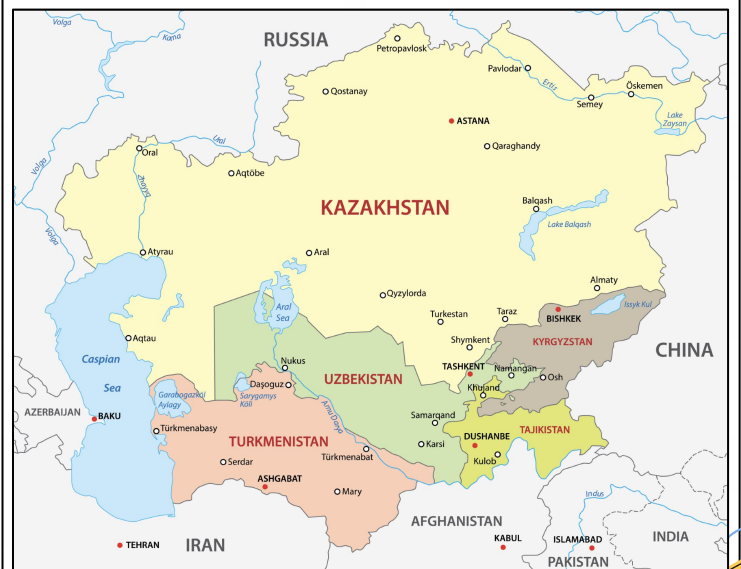 Volga
Kama
RUSSIA
Petropavlosk
Pavlodar
Ertis
Öskemen
Semey
Lake
Zaysan
Qostanay
ASTANA
Qaraghandy
Ural
Oral
Volga
Zhayyq
Aqtöbe
KAZAKHSTAN
Balqash
Lake Balqash
Volga
Atyrau
Aral
Almaty
Qyzylorda
Aral
Sea
Turkestan
Taraz
BISHKEK
Issyk Kul
Aqtau
Shymkent
KYRGYZSTAN
CHINA
Caspian
Sea
Nukus
UZBEKISTAN
TASHKENT
Namangan
Osh
Daşoguz
Khujand
Garabogazköl
Aylagy
Sarygamys
Köli
Amu Darya
AZERBAIJAN
BAKU
Türkmenabasy
Samarqand
TURKMENISTAN
DUSHANBE
TAJIKISTAN
Karsi
Türkmenabat
Kulob
Serdar
ASHGABAT
Mary
Indus
AFGHANISTAN
TEHRAN
IRAN
KABUL
ISLAMABAD
INDIA
PAKISTAN